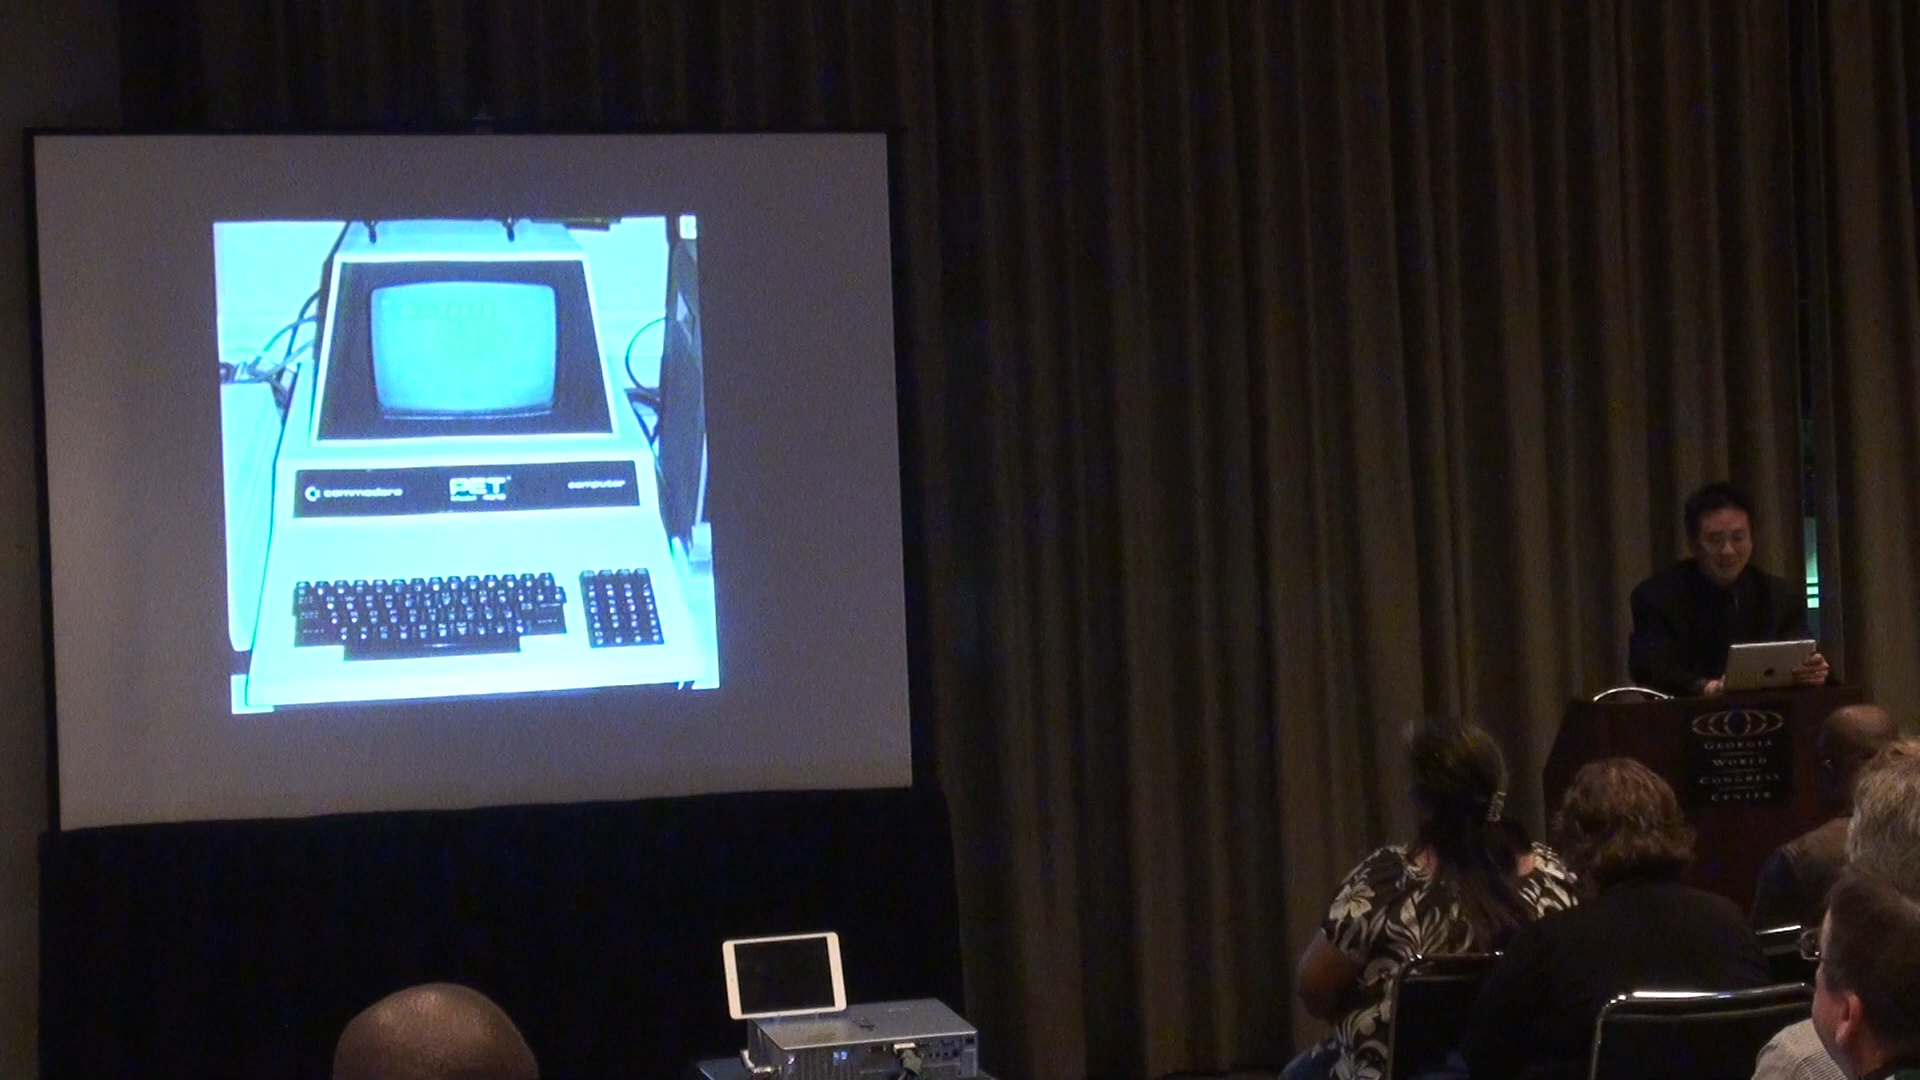 commodore PET computer
GEORGIA
WORLD
CONGRESS
CENTER